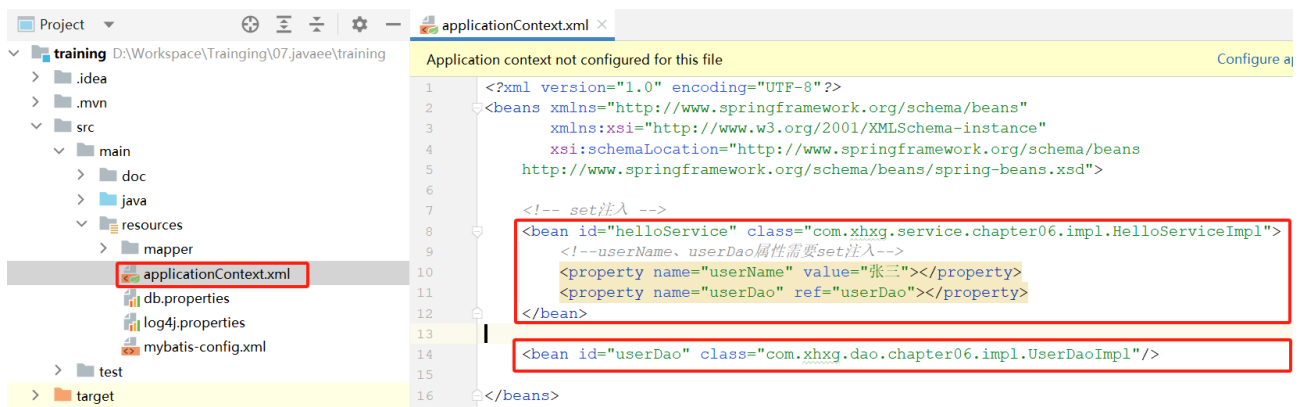 Project
training D:\Workspace\Trainging\07.javaee\training
.idea
.mvn
src
main
doc
java
resources
mapper
applicationContext.xml
db.properties
log4j.properties
mybatis-config.xml
test
target
applicationContext.xml
Application context not configured for this file Configure ap
1 <?xml version="1.0" encoding="UTF-8"?>
2 <beans xmlns="http://www.springframework.org/schema/beans"
3 xmlns:xsi="http://www.w3.org/2001/XMLSchema-instance"
4 xsi:schemaLocation="http://www.springframework.org/schema/beans
5 http://www.springframework.org/schema/beans/spring-beans.xsd">
6
7 <!-- set注入 -->
8 <bean id="helloService" class="com.xhxg.service.chapter06.impl.HelloServiceImpl">
9 <!--userName、userDao属性需要set注入-->
10 <property name="userName" value="张三"></property>
11 <property name="userDao" ref="userDao"></property>
12 </bean>
13
14 <bean id="userDao" class="com.xhxg.dao.chapter06.impl.UserDaoImpl"/>
15
16 </beans>